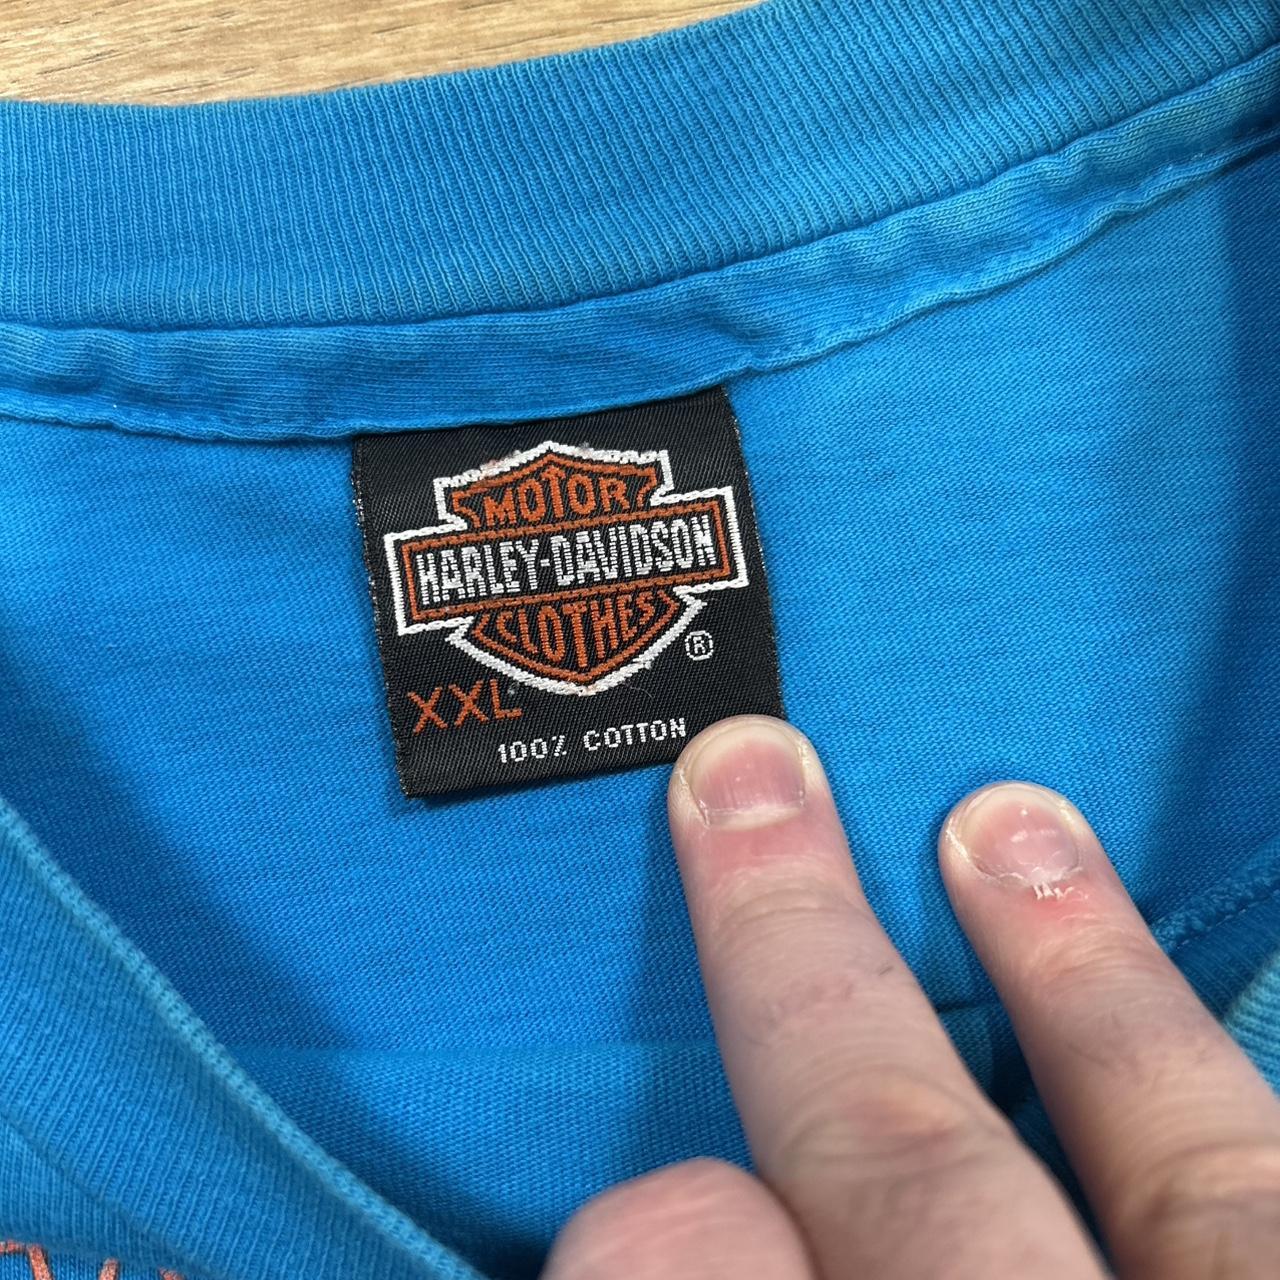 MOTOR
HARLEY-DAVIDSON
CLOTHES
®
XXL
100% COTTON